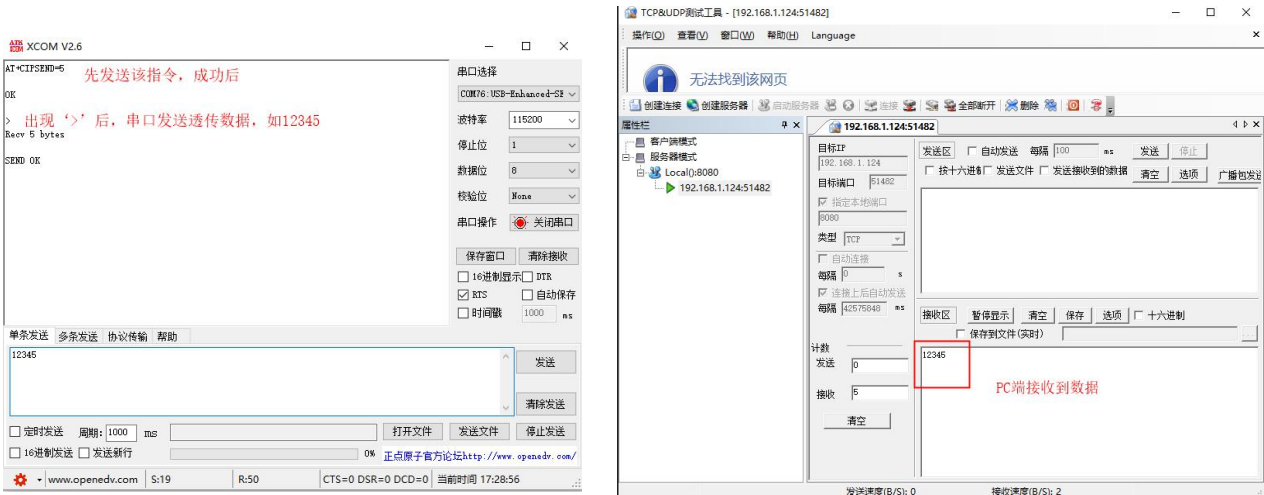 XCOM V2.6
AT+CIPSEND=5
先发送该指令，成功后
OK
>
出现‘>’后，串口发送透传数据，如12345
Recv 5 bytes
SEND OK
串口选择
COM76:USB-Enhanced-SE
波特率 115200
停止位 1
数据位 8
校验位 None
串口操作 关闭串口
保存窗口 清除接收
16进制显示 DTR
RTS 自动保存
时间戳 1000 ms
单条发送 多条发送 协议传输 帮助
12345
发送
清除发送
定时发送 周期: 1000 ms 打开文件 发送文件 停止发送
16进制发送 发送新行 0% 正点原子官方论坛http://www.openedv.com/
www.openedv.com S:19 R:50 CTS=0 DSR=0 DCD=0 当前时间 17:28:56
TCP&UDP测试工具 - [192.168.1.124:51482]
操作(O) 查看(V) 窗口(W) 帮助(H) Language
无法找到该网页
创建连接 创建服务器 启动服务器 连接 全部断开 删除
属性栏
客户端模式
服务器模式
Local():8080
192.168.1.124:51482
192.168.1.124:51482
目标IP
192.168.1.124
目标端口 51482
指定本地端口
8080
类型 TCP
自动连接
每隔 0 s
连接上后自动发送
每隔 42575848 ms
计数
发送 0
接收 5
清空
发送区 自动发送 每隔 100 ms 发送 停止
按十六进制 发送文件 发送接收到的数据 清空 选项 广播包发送
接收区 暂停显示 清空 保存 选项 十六进制
保存到文件(实时)
12345
PC端接收到数据
发送速度(B/S): 0 接收速度(B/S): 2